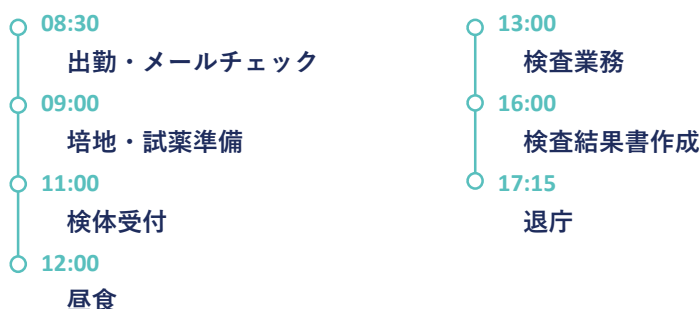 08:30
出勤・メールチェック
09:00
培地・試薬準備
11:00
検体受付
12:00
昼食
13:00
検査業務
16:00
検査結果書作成
17:15
退庁